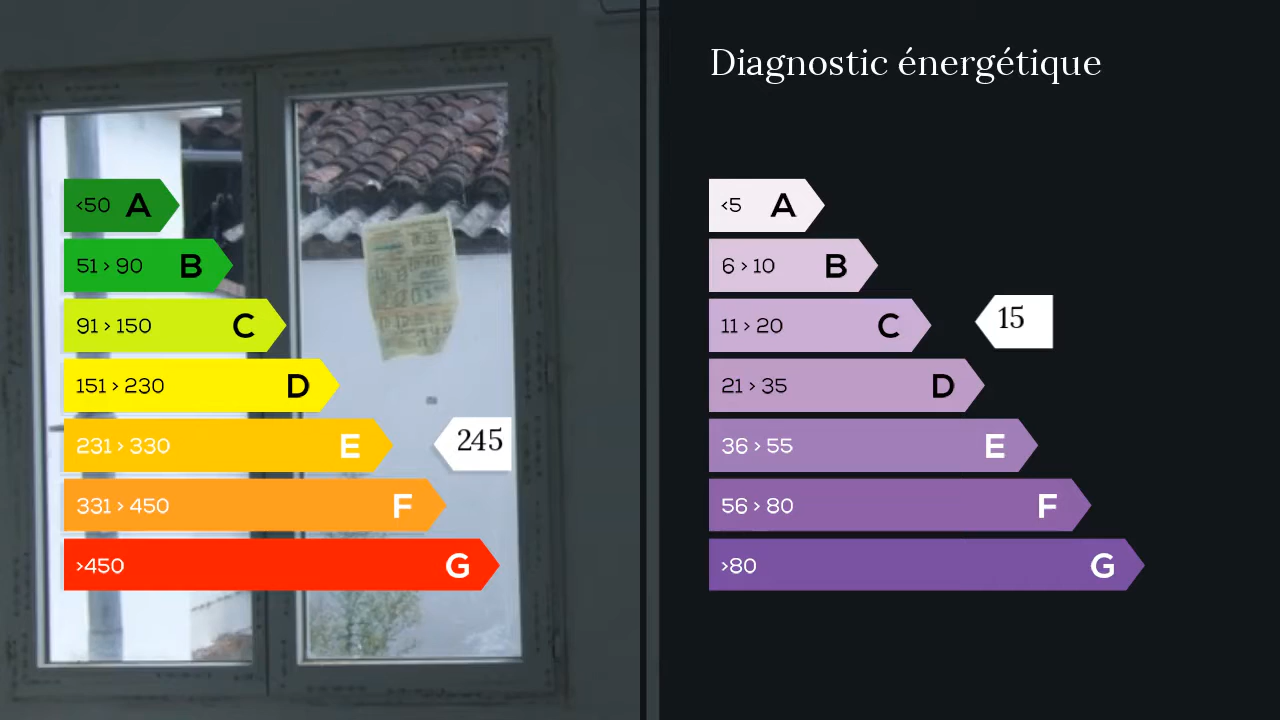 Diagnostic énergétique
<50 A
51 > 90 B
91 > 150 C
151 > 230 D
231 > 330 E
245
331 > 450 F
>450 G
<5 A
6 > 10 B
11 > 20 C
15
21 > 35 D
36 > 55 E
56 > 80 F
>80 G